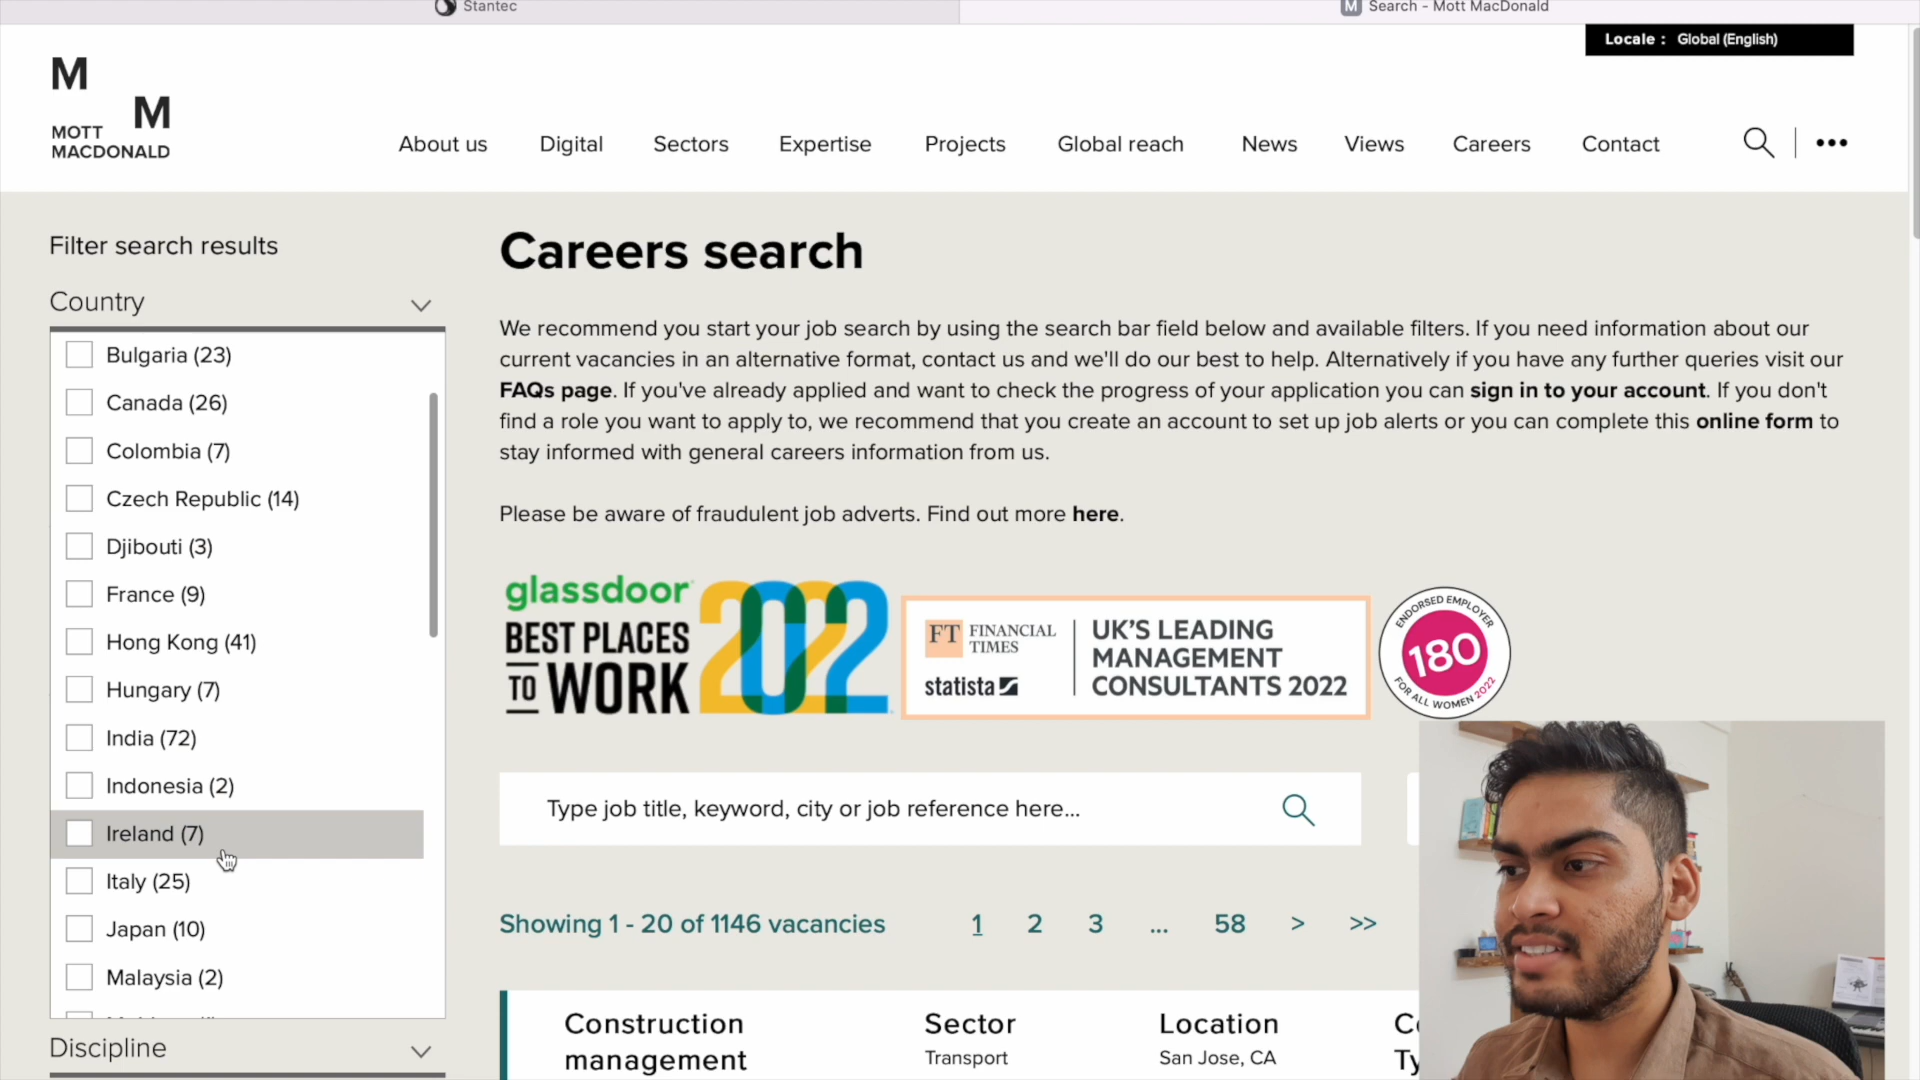 Stantec
Search - Mott MacDonald
Locale : Global (English)
M
M
MOTT
MACDONALD
About us Digital Sectors Expertise Projects Global reach News Views Careers Contact
Filter search results
Country
Bulgaria (23)
Canada (26)
Colombia (7)
Czech Republic (14)
Djibouti (3)
France (9)
Hong Kong (41)
Hungary (7)
India (72)
Indonesia (2)
Ireland (7)
Italy (25)
Japan (10)
Malaysia (2)
Discipline
Careers search
We recommend you start your job search by using the search bar field below and available filters. If you need information about our
current vacancies in an alternative format, contact us and we'll do our best to help. Alternatively if you have any further queries visit our
FAQs page. If you've already applied and want to check the progress of your application you can sign in to your account. If you don't
find a role you want to apply to, we recommend that you create an account to set up job alerts or you can complete this online form to
stay informed with general careers information from us.
Please be aware of fraudulent job adverts. Find out more here.
glassdoor
BEST PLACES
TO WORK
2022
FT FINANCIAL
TIMES
statista
UK'S LEADING
MANAGEMENT
CONSULTANTS 2022
ENDORSED EMPLOYER
180
FOR ALL WOMEN 2022
Type job title, keyword, city or job reference here...
Showing 1 - 20 of 1146 vacancies 1 2 3 ... 58 > >>
Construction
management
Sector
Transport
Location
San Jose, CA